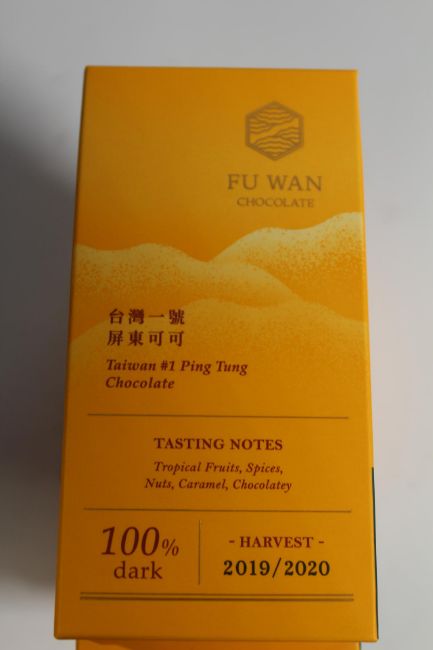 FU WAN
CHOCOLATE
台灣一號
屏東可可
Taiwan #1 Ping Tung
Chocolate
TASTING NOTES
Tropical Fruits, Spices,
Nuts, Caramel, Chocolatey
100%
dark
- HARVEST -
2019/2020